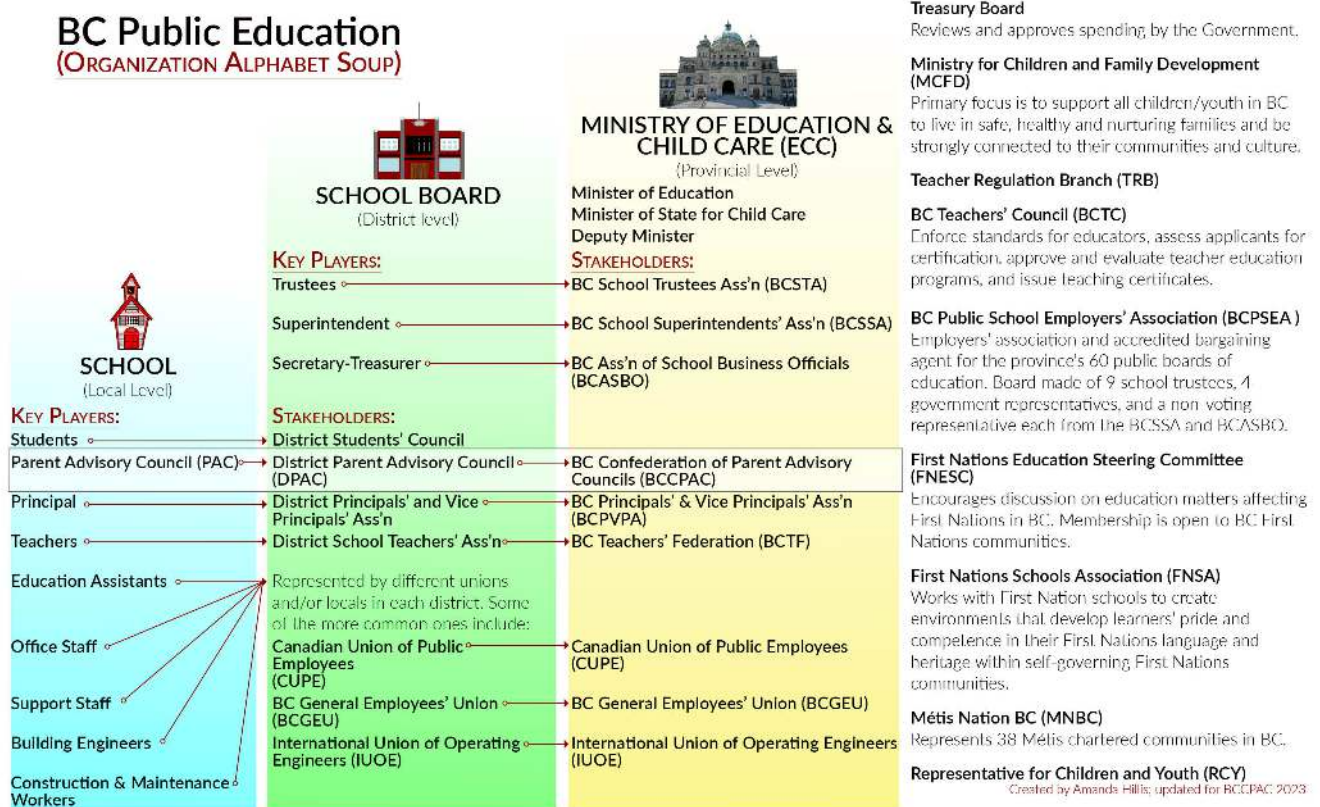 BC Public Education
(ORGANIZATION ALPHABET SOUP)
SCHOOL
(Local Level)
KEY PLAYERS:
Students
Parent Advisory Council (PAC)
Principal
Teachers
Education Assistants
Office Staff
Support Staff
Building Engineers
Construction & Maintenance
Workers
SCHOOL BOARD
(District level)
KEY PLAYERS:
Trustees
Superintendent
Secretary-Treasurer
STAKEHOLDERS:
District Students' Council
District Parent Advisory Council
(DPAC)
District Principals' and Vice
Principals' Ass'n
District School Teachers' Ass'n
Represented by different unions
and/or locals in each district. Some
of the more common ones include:
Canadian Union of Public
Employees
(CUPE)
BC General Employees' Union
(BCGEU)
International Union of Operating
Engineers (IUOE)
MINISTRY OF EDUCATION &
CHILD CARE (ECC)
(Provincial Level)
Minister of Education
Minister of State for Child Care
Deputy Minister
STAKEHOLDERS:
BC School Trustees Ass'n (BCSTA)
BC School Superintendents' Ass'n (BCSSA)
BC Ass'n of School Business Officials
(BCASBO)
BC Confederation of Parent Advisory
Councils (BCCPAC)
BC Principals' & Vice Principals' Ass'n
(BCPVPA)
BC Teachers' Federation (BCTF)
Canadian Union of Public Employees
(CUPE)
BC General Employees' Union (BCGEU)
International Union of Operating Engineers
(IUOE)
Treasury Board
Reviews and approves spending by the Government.
Ministry for Children and Family Development
(MCFD)
Primary focus is to support all children/youth in BC
to live in safe, healthy and nurturing families and be
strongly connected to their communities and culture.
Teacher Regulation Branch (TRB)
BC Teachers' Council (BCTC)
Enforce standards for educators, assess applicants for
certification, approve and evaluate teacher education
programs, and issue teaching certificates.
BC Public School Employers' Association (BCPSEA )
Employers' association and accredited bargaining
agent for the province's 60 public boards of
education. Board made of 9 school trustees, 4
government representatives, and a non-voting
representative each from the BCSSA and BCASBO.
First Nations Education Steering Committee
(FNESC)
Encourages discussion on education matters affecting
First Nations in BC. Membership is open to BC First
Nations communities.
First Nations Schools Association (FNSA)
Works with First Nation schools to create
environments that develop learners' pride and
competence in their First Nations language and
heritage within self-governing First Nations
communities.
Métis Nation BC (MNBC)
Represents 38 Métis chartered communities in BC.
Representative for Children and Youth (RCY)
Created by Amanda Hillis; updated for BCCPAC 2023